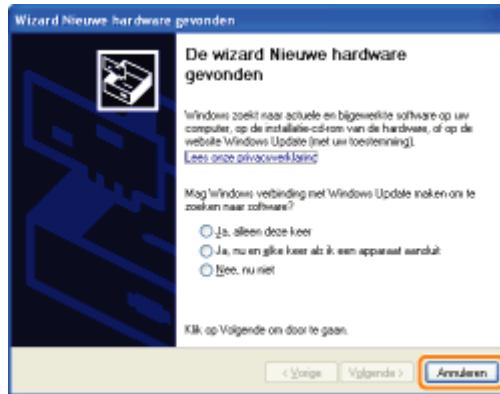 Wizard Nieuwe hardware gevonden
De wizard Nieuwe hardware
gevonden
Windows zoekt naar actuele en bijgewerkte software op uw
computer, op de installatie-cd-rom van de hardware, of op de
website Windows Update (met uw toestemming).
Lees onze privacyverklaring
Mag Windows verbinding met Windows Update maken om te
zoeken naar software?
Ja, alleen deze keer
Ja, nu en elke keer als ik een apparaat aansluit
Nee, nu niet
Klik op Volgende om door te gaan.
< Vorige
Volgende >
Annuleren